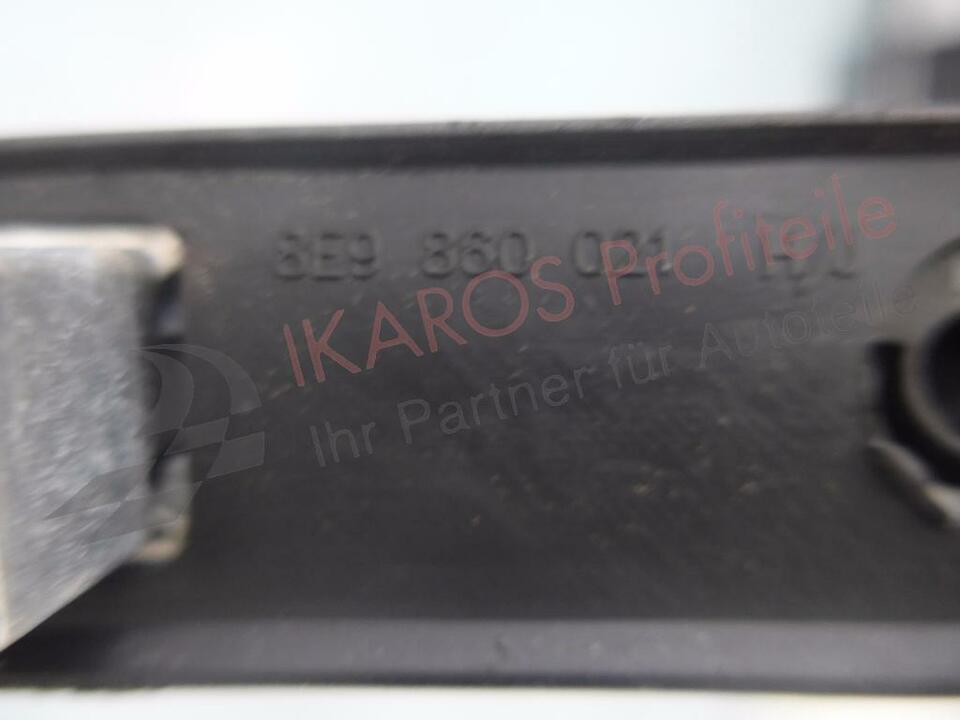 8E9 860 021
IKAROS Profiteile
Ihr Partner für Autoteile